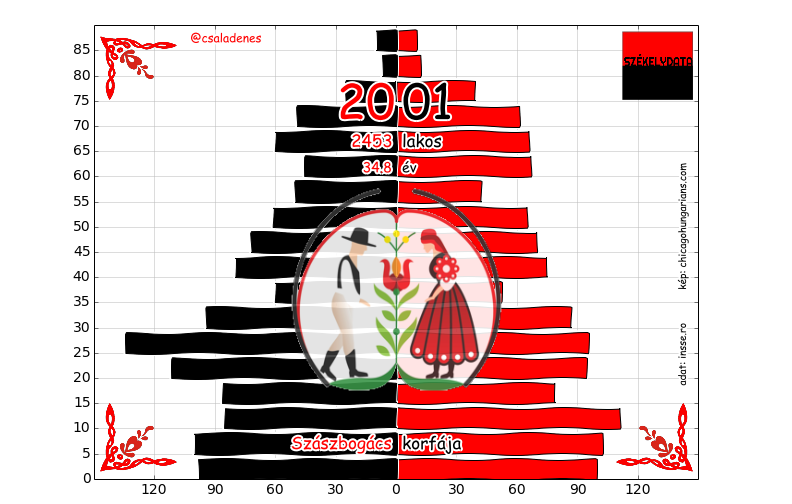 @csaladenes
SZÉKELYDATA
2001
2453 lakos
34.8 év
kép: chicagohungarians.com
adat: insse.ro
Szászbogács korfája
85
80
75
70
65
60
55
50
45
40
35
30
25
20
15
10
5
0
120 90 60 30 0 30 60 90 120